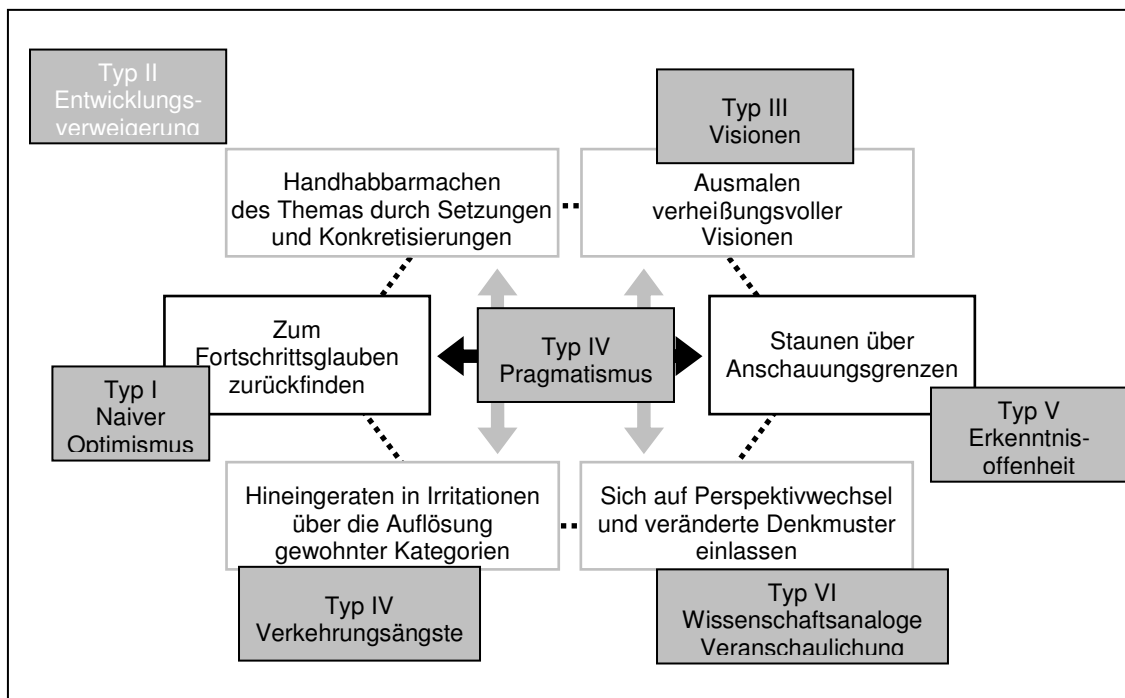 Typ II
Entwicklungs-
verweigerung
Typ III
Visionen
Handhabbarmachen
des Themas durch Setzungen
und Konkretisierungen
Ausmalen
verheißungsvoller
Visionen
Zum
Fortschrittsglauben
zurückfinden
Typ IV
Pragmatismus
Staunen über
Anschauungsgrenzen
Typ I
Naiver
Optimismus
Typ V
Erkenntnis-
offenheit
Hineingeraten in Irritationen
über die Auflösung
gewohnter Kategorien
Sich auf Perspektivwechsel
und veränderte Denkmuster
einlassen
Typ IV
Verkehrungsängste
Typ VI
Wissenschaftsanaloge
Veranschaulichung